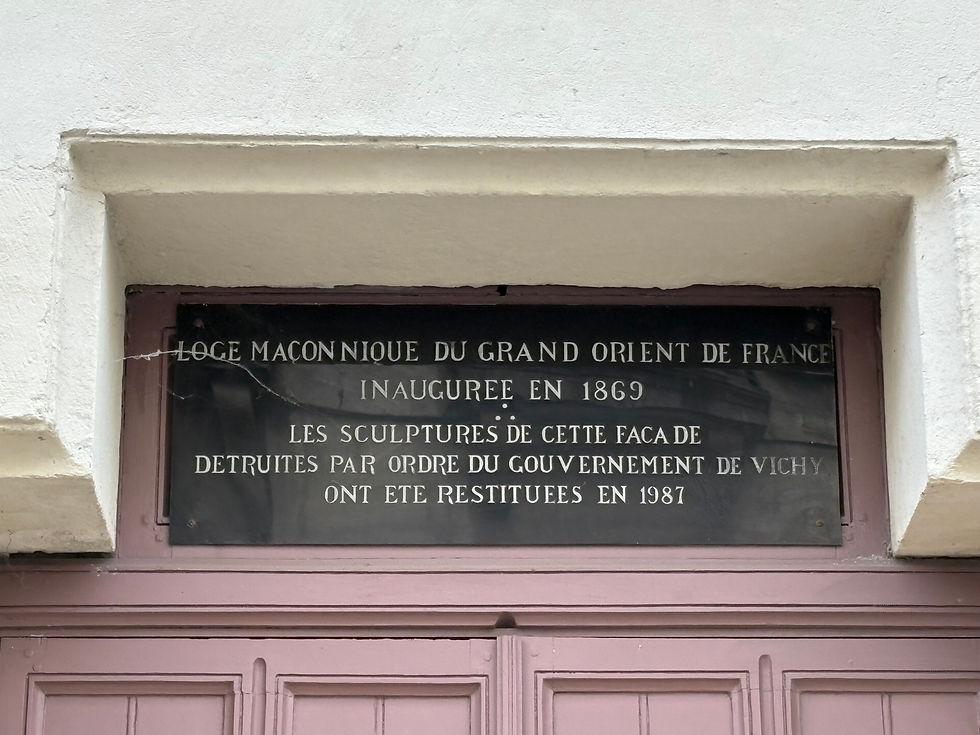 LOGE MAÇONNIQUE DU GRAND ORIENT DE FRANCE
INAUGUREE EN 1869
∴
LES SCULPTURES DE CETTE FACADE
DETRUITES PAR ORDRE DU GOUVERNEMENT DE VICHY
ONT ETE RESTITUEES EN 1987